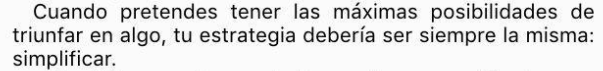 Cuando pretendes tener las máximas posibilidades de
triunfar en algo, tu estrategia debería ser siempre la misma:
simplificar.